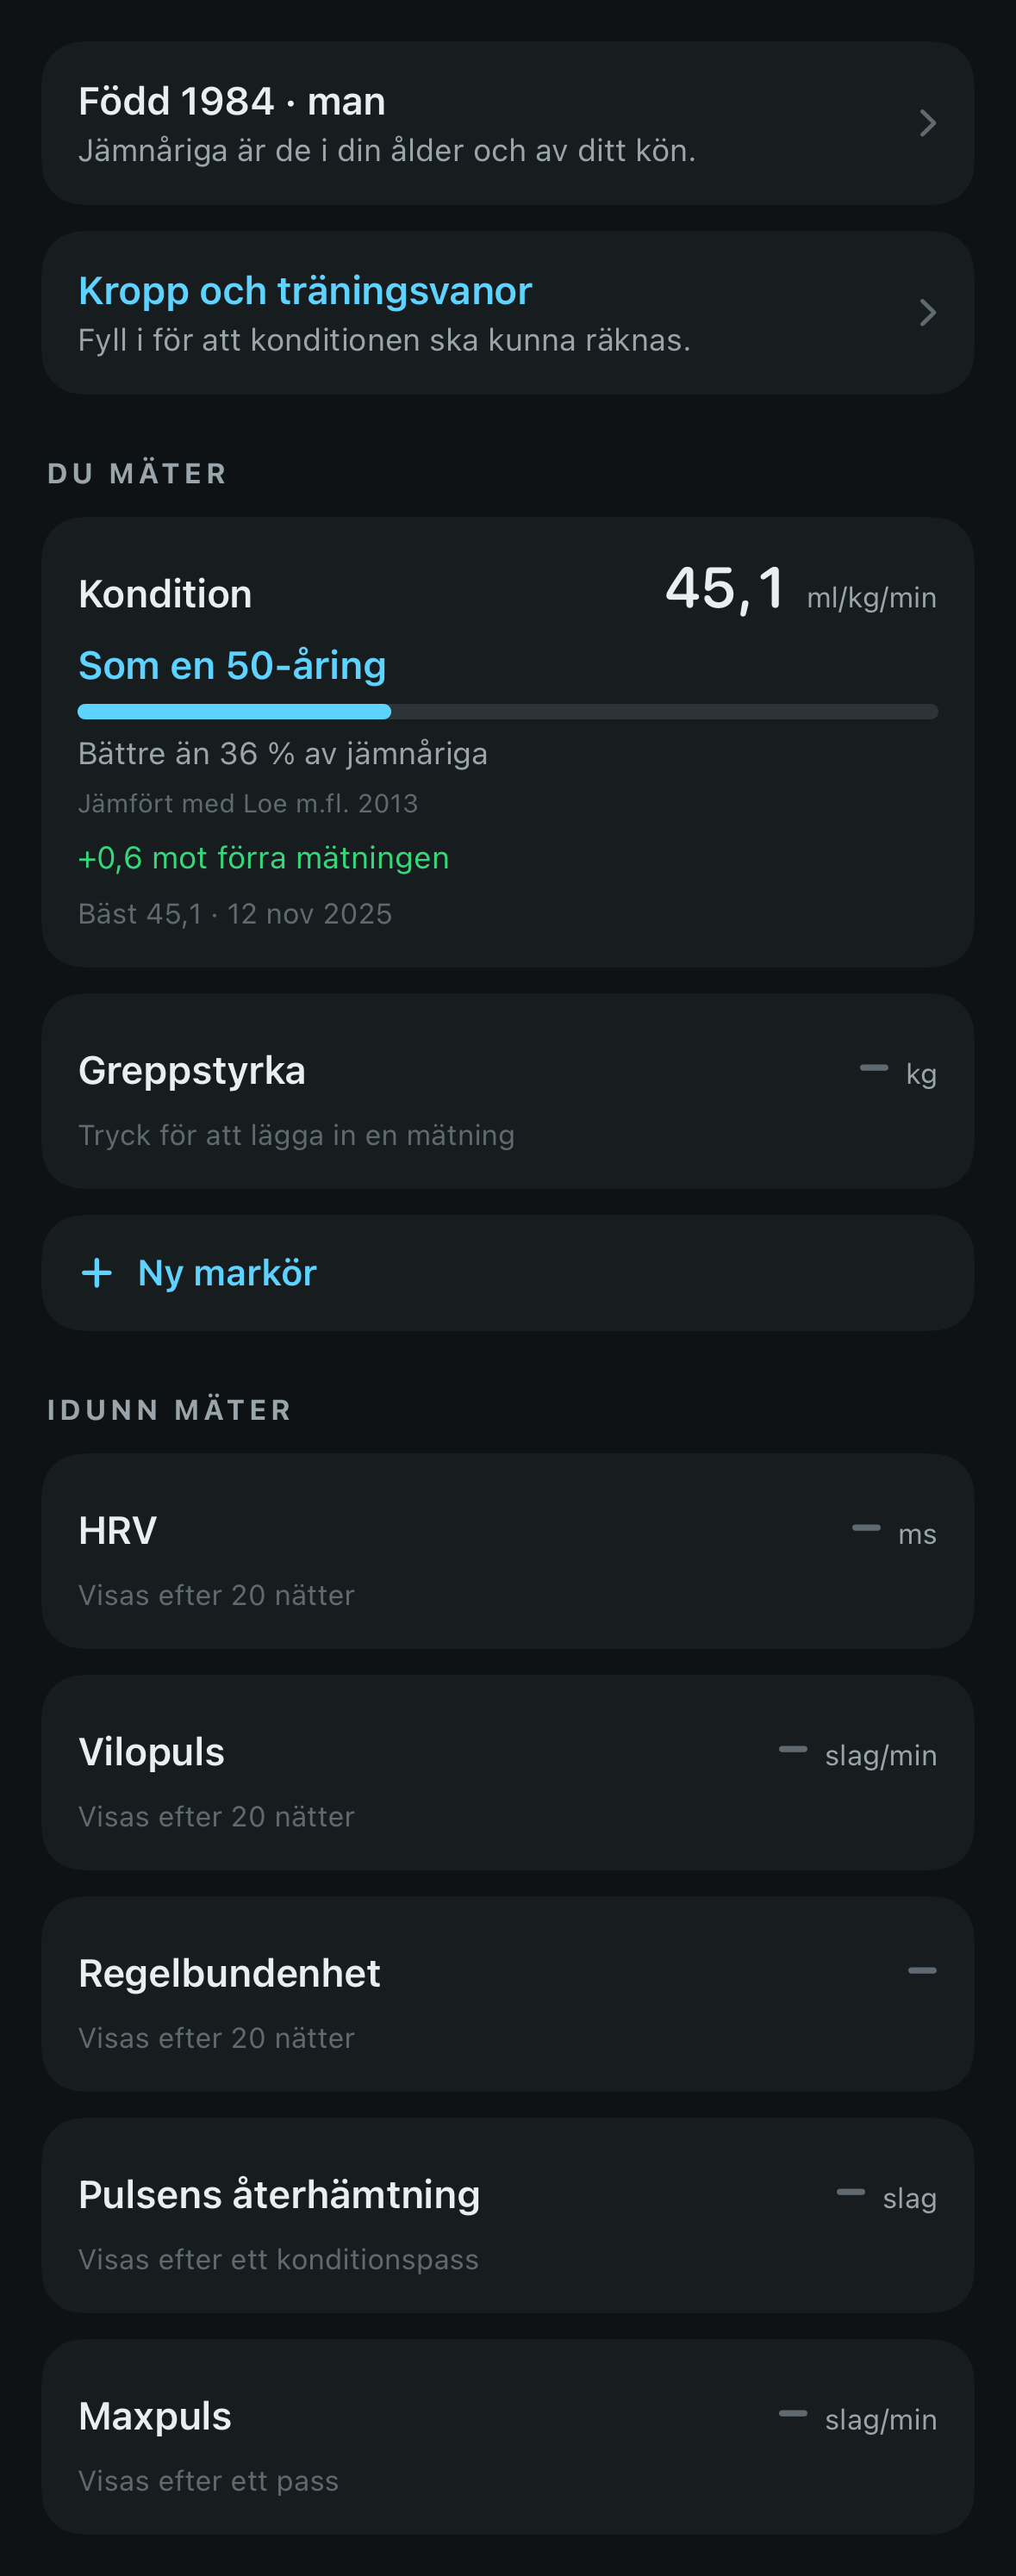 Född 1984 · man
Jämnåriga är de i din ålder och av ditt kön.
Kropp och träningsvanor
Fyll i för att konditionen ska kunna räknas.
DU MÄTER
Kondition 45,1 ml/kg/min
Som en 50-åring
Bättre än 36 % av jämnåriga
Jämfört med Loe m.fl. 2013
+0,6 mot förra mätningen
Bäst 45,1 · 12 nov 2025
Greppstyrka – kg
Tryck för att lägga in en mätning
+ Ny markör
IDUNN MÄTER
HRV – ms
Visas efter 20 nätter
Vilopuls – slag/min
Visas efter 20 nätter
Regelbundenhet –
Visas efter 20 nätter
Pulsens återhämtning – slag
Visas efter ett konditionspass
Maxpuls – slag/min
Visas efter ett pass